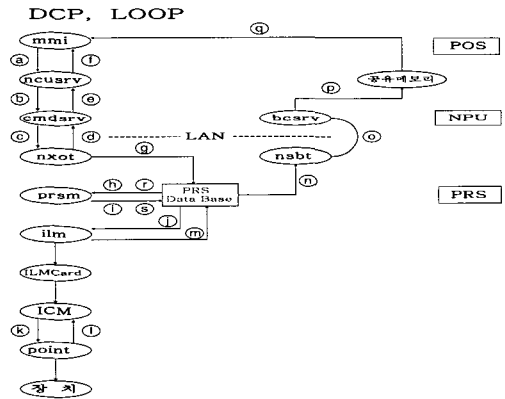 DCP, LOOP
mmi
ⓠ
POS
ⓐ ⓕ
공유메모리
ncusrv
ⓟ
ⓑ ⓔ
cmdsrv
bcsrv
NPU
ⓒ ⓓ
LAN
ⓞ
nxot
ⓖ
nsbt
ⓗ ⓡ
ⓝ
prsm
PRS
Data Base
PRS
ⓘ ⓢ
ⓙ
ilm
ⓜ
ILMCard
ICM
ⓚ ⓛ
point
장 치